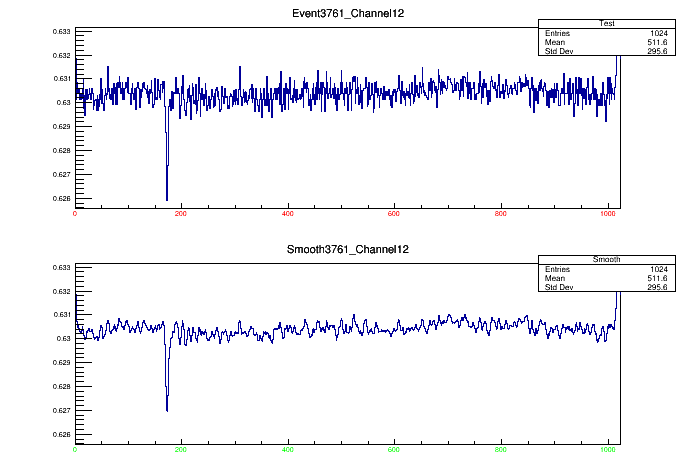 Event3761_Channel12
Test
Entries 1024
Mean 511.6
Std Dev 295.6
0.633
0.632
0.631
0.63
0.629
0.628
0.627
0.626
0 200 400 600 800 1000
Smooth3761_Channel12
Smooth
Entries 1024
Mean 511.6
Std Dev 295.6
0.633
0.632
0.631
0.63
0.629
0.628
0.627
0.626
0 200 400 600 800 1000